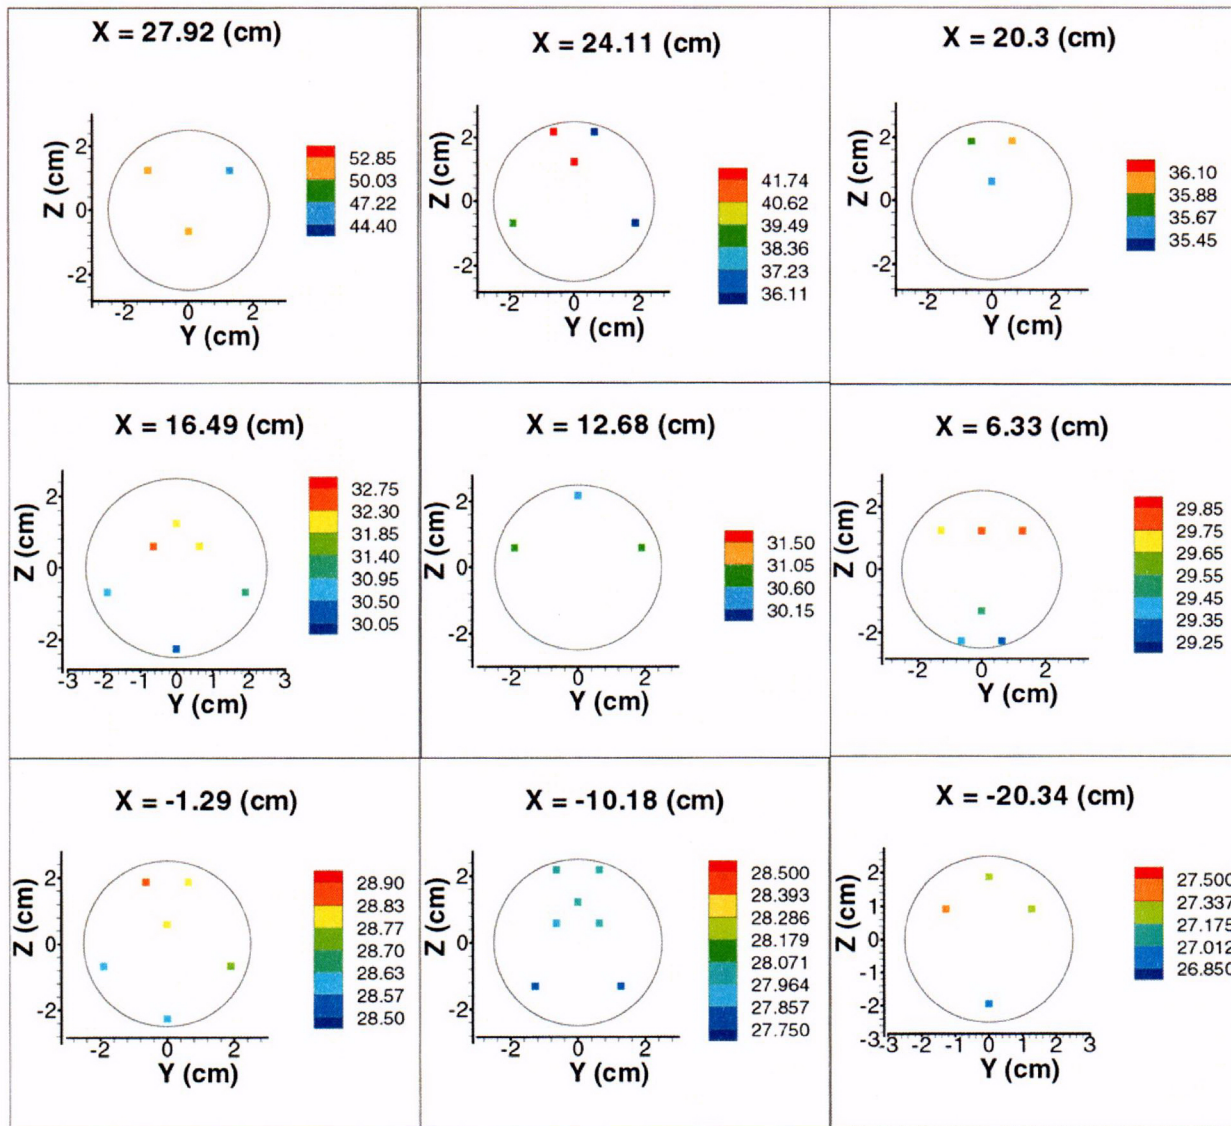 X = 27.92 (cm)
Z (cm)
2
0
-2
-2 0 2
Y (cm)
52.85
50.03
47.22
44.40
X = 24.11 (cm)
Z (cm)
2
0
-2
-2 0 2
Y (cm)
41.74
40.62
39.49
38.36
37.23
36.11
X = 20.3 (cm)
Z (cm)
2
0
-2
-2 0 2
Y (cm)
36.10
35.88
35.67
35.45
X = 16.49 (cm)
Z (cm)
2
0
-2
-3 -2 -1 0 1 2 3
Y (cm)
32.75
32.30
31.85
31.40
30.95
30.50
30.05
X = 12.68 (cm)
Z (cm)
2
0
-2
-2 0 2
Y (cm)
31.50
31.05
30.60
30.15
X = 6.33 (cm)
Z (cm)
2
0
-2
-2 0 2
Y (cm)
29.85
29.75
29.65
29.55
29.45
29.35
29.25
X = -1.29 (cm)
Z (cm)
2
0
-2
-2 0 2
Y (cm)
28.90
28.83
28.77
28.70
28.63
28.57
28.50
X = -10.18 (cm)
Z (cm)
2
0
-2
-2 0 2
Y (cm)
28.500
28.393
28.286
28.179
28.071
27.964
27.857
27.750
X = -20.34 (cm)
Z (cm)
2
1
0
-1
-2
-3
-3 -2 -1 0 1 2 3
Y (cm)
27.500
27.337
27.175
27.012
26.850